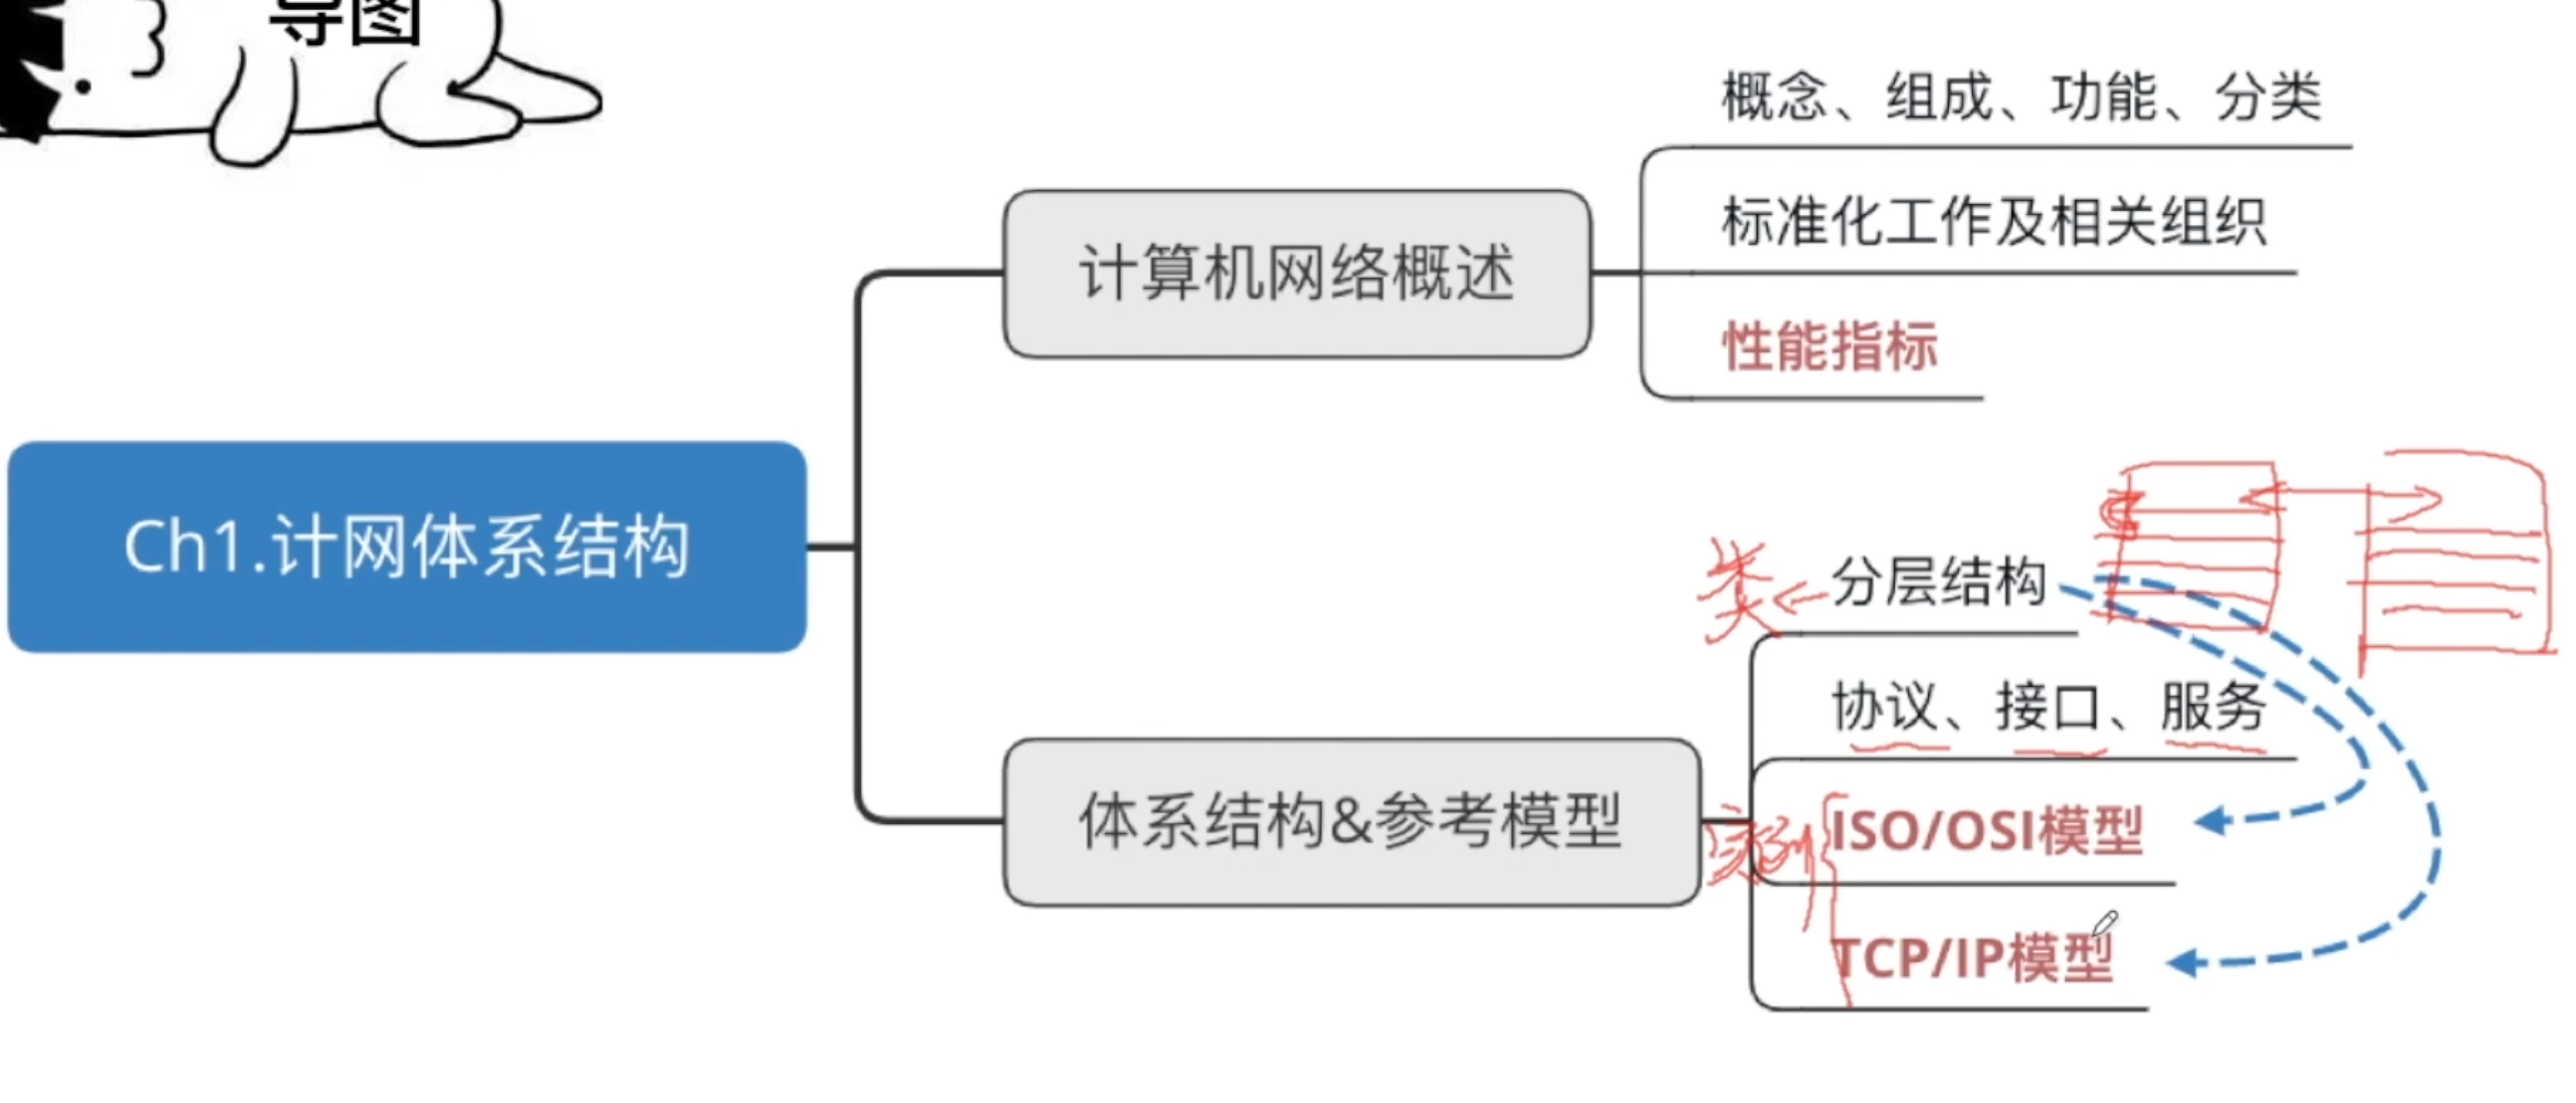 导图
概念、组成、功能、分类
标准化工作及相关组织
计算机网络概述
性能指标
Ch1.计网体系结构
类
分层结构
协议、接口、服务
体系结构&参考模型
实例
ISO/OSI模型
TCP/IP模型